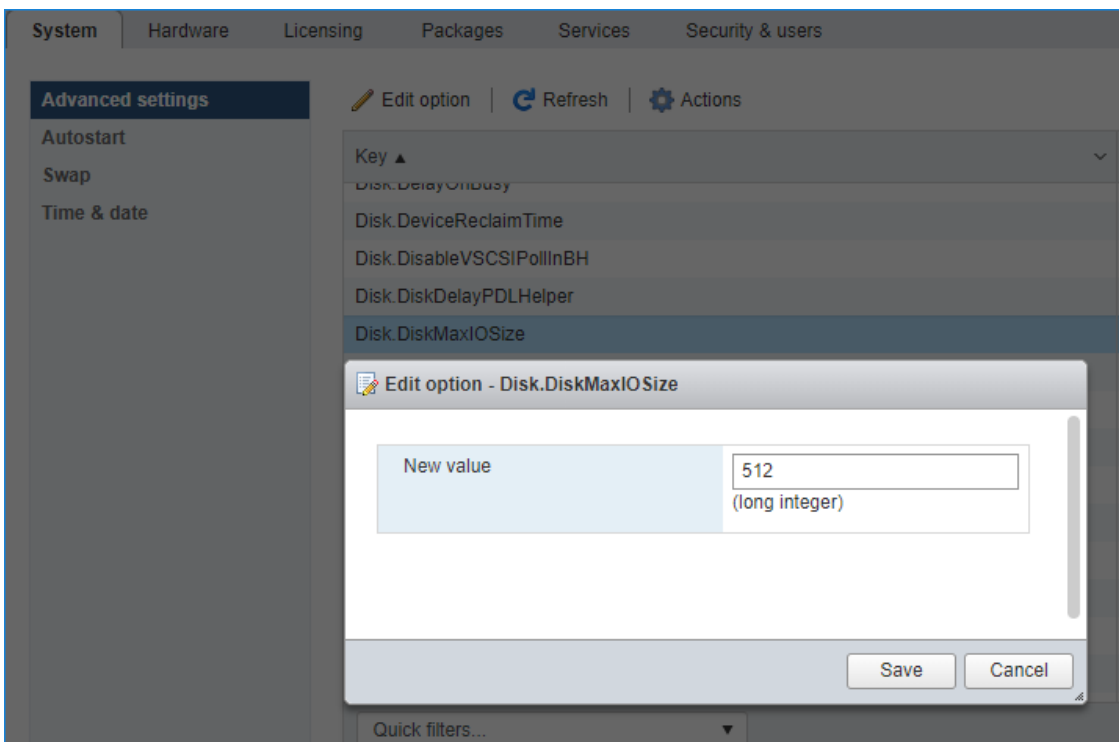 System Hardware Licensing Packages Services Security & users
Advanced settings
Autostart
Swap
Time & date
Edit option Refresh Actions
Key ▲
Disk.DelayOnBusy
Disk.DeviceReclaimTime
Disk.DisableVSCSIPollInBH
Disk.DiskDelayPDLHelper
Disk.DiskMaxIOSize
Edit option - Disk.DiskMaxIOSize
New value 512
(long integer)
Save Cancel
Quick filters...